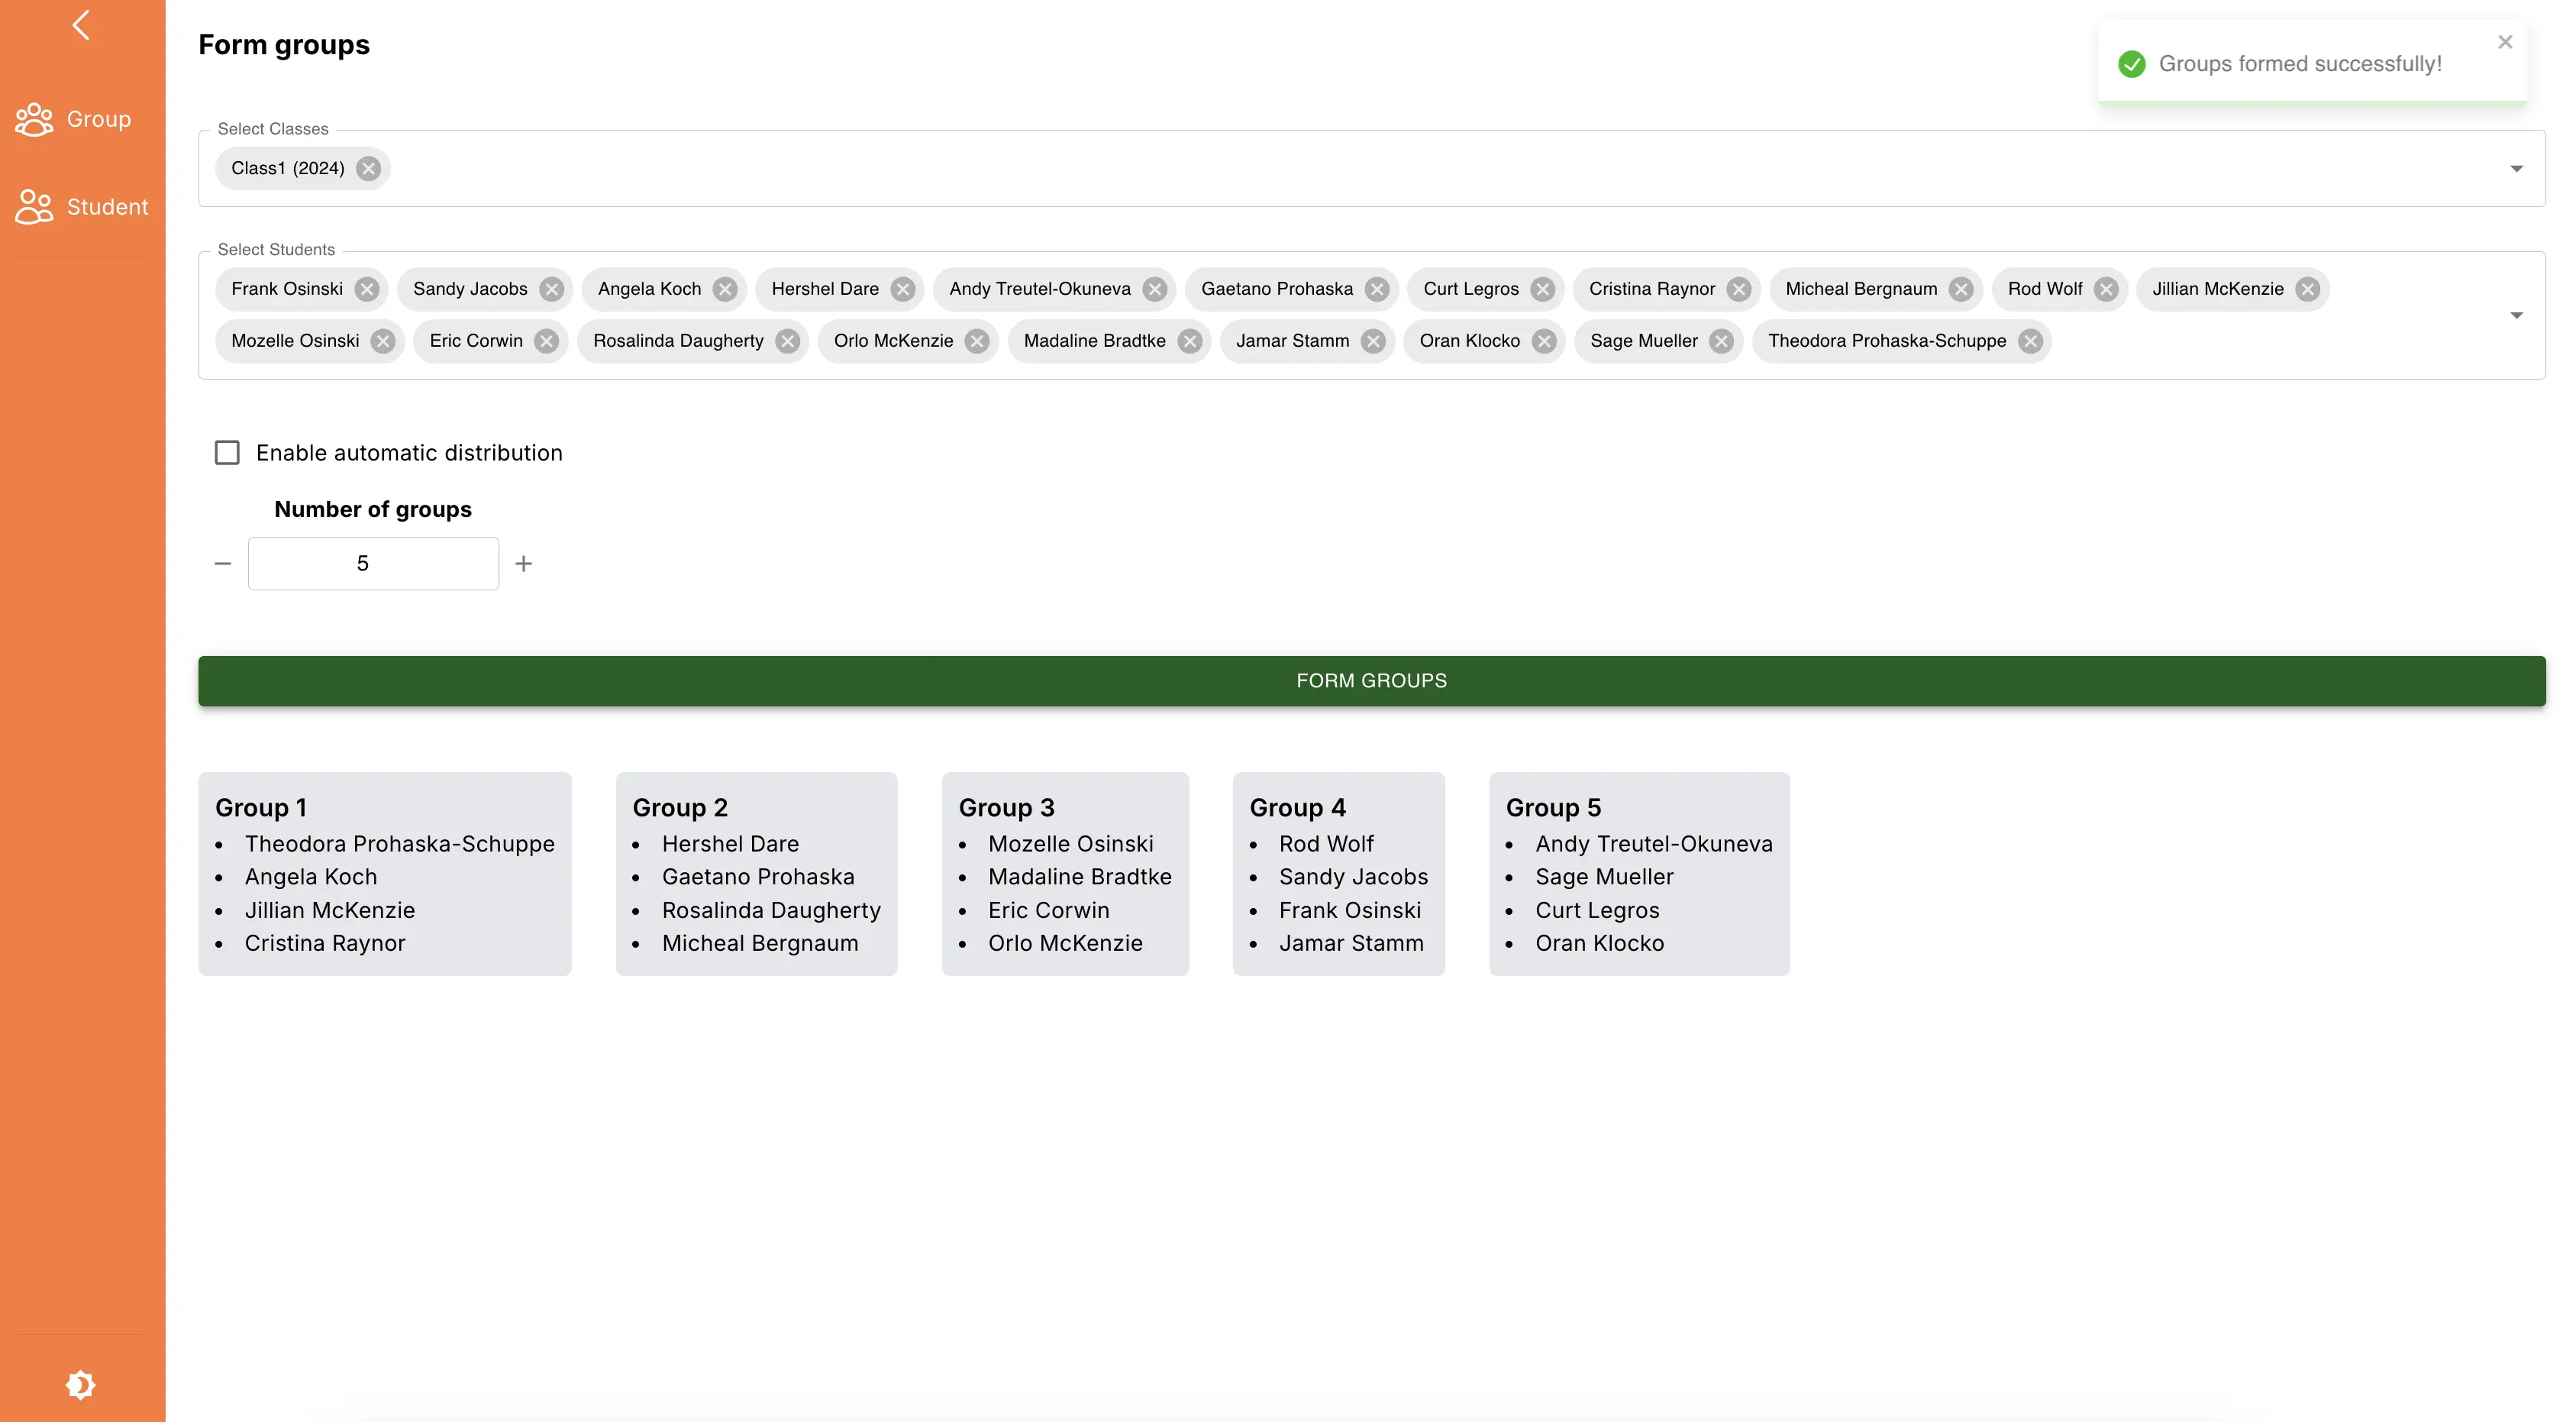 Group
Student
Form groups
Groups formed successfully!
Select Classes
Class1 (2024)
Select Students
Frank Osinski Sandy Jacobs Angela Koch Hershel Dare Andy Treutel-Okuneva Gaetano Prohaska Curt Legros Cristina Raynor Micheal Bergnaum Rod Wolf Jillian McKenzie
Mozelle Osinski Eric Corwin Rosalinda Daugherty Orlo McKenzie Madaline Bradtke Jamar Stamm Oran Klocko Sage Mueller Theodora Prohaska-Schuppe
Enable automatic distribution
Number of groups
5
FORM GROUPS
Group 1
Theodora Prohaska-Schuppe
Angela Koch
Jillian McKenzie
Cristina Raynor
Group 2
Hershel Dare
Gaetano Prohaska
Rosalinda Daugherty
Micheal Bergnaum
Group 3
Mozelle Osinski
Madaline Bradtke
Eric Corwin
Orlo McKenzie
Group 4
Rod Wolf
Sandy Jacobs
Frank Osinski
Jamar Stamm
Group 5
Andy Treutel-Okuneva
Sage Mueller
Curt Legros
Oran Klocko